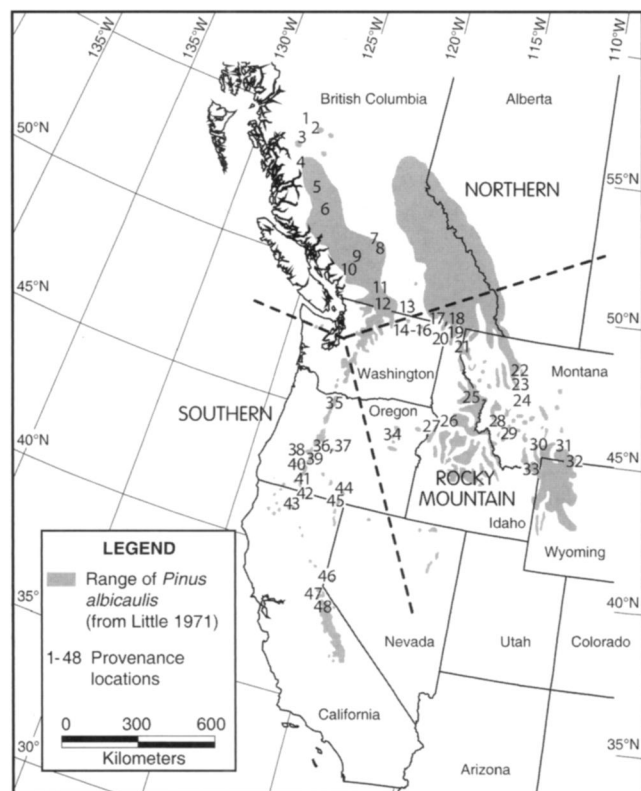 135°W
135°W
130°W
125°W
120°W
115°W
110°W
British Columbia
Alberta
50°N
55°N
1
2
3
4
5
6
NORTHERN
7
8
9
10
45°N
11
12
13
50°N
14-16
17
18
19
20
21
Montana
Washington
22
23
24
25
SOUTHERN
35
Oregon
34
27
26
28
29
40°N
38
36,37
39
40
30
31
32
33
45°N
41
42
43
44
45
ROCKY
MOUNTAIN
Idaho
Wyoming
LEGEND
Range of Pinus
albicaulis
(from Little 1971)
1-48 Provenance
locations
0 300 600
Kilometers
35°
30°
46
47
48
40°N
Nevada
Utah
Colorado
California
Arizona
35°N